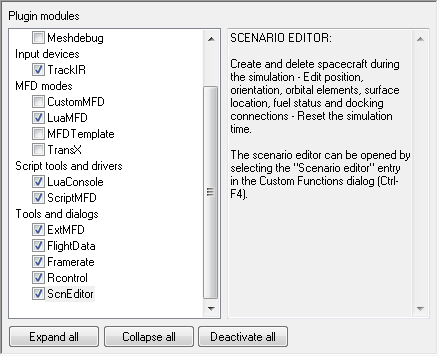 Plugin modules
Meshdebug
Input devices
TrackIR
MFD modes
CustomMFD
LuaMFD
MFDTemplate
TransX
Script tools and drivers
LuaConsole
ScriptMFD
Tools and dialogs
ExtMFD
FlightData
Framerate
Rcontrol
ScnEditor
SCENARIO EDITOR:
Create and delete spacecraft during
the simulation - Edit position,
orientation, orbital elements, surface
location, fuel status and docking
connections - Reset the simulation
time.
The scenario editor can be opened by
selecting the "Scenario editor" entry
in the Custom Functions dialog (Ctrl-
F4).
Expand all
Collapse all
Deactivate all